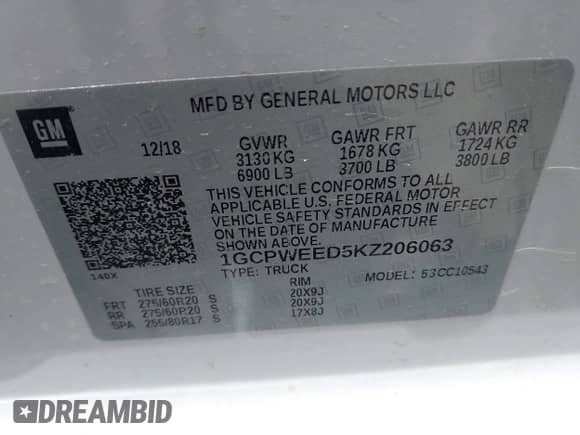 MFD BY GENERAL MOTORS LLC
GM
12/18 GVWR GAWR FRT GAWR RR
3130 KG 1678 KG 1724 KG
6900 LB 3700 LB 3800 LB
THIS VEHICLE CONFORMS TO ALL
APPLICABLE U.S. FEDERAL MOTOR
VEHICLE SAFETY STANDARDS IN EFFECT
ON THE DATE OF MANUFACTURE
SHOWN ABOVE.
1GCPWEED5KZ206063
TYPE: TRUCK MODEL: 53CC10543
140X
TIRE SIZE RIM
FRT 275/60R20 S 20X9J
RR 275/60R20 S 20X9J
SPA 255/80R17 S 17X8J
DREAMBID